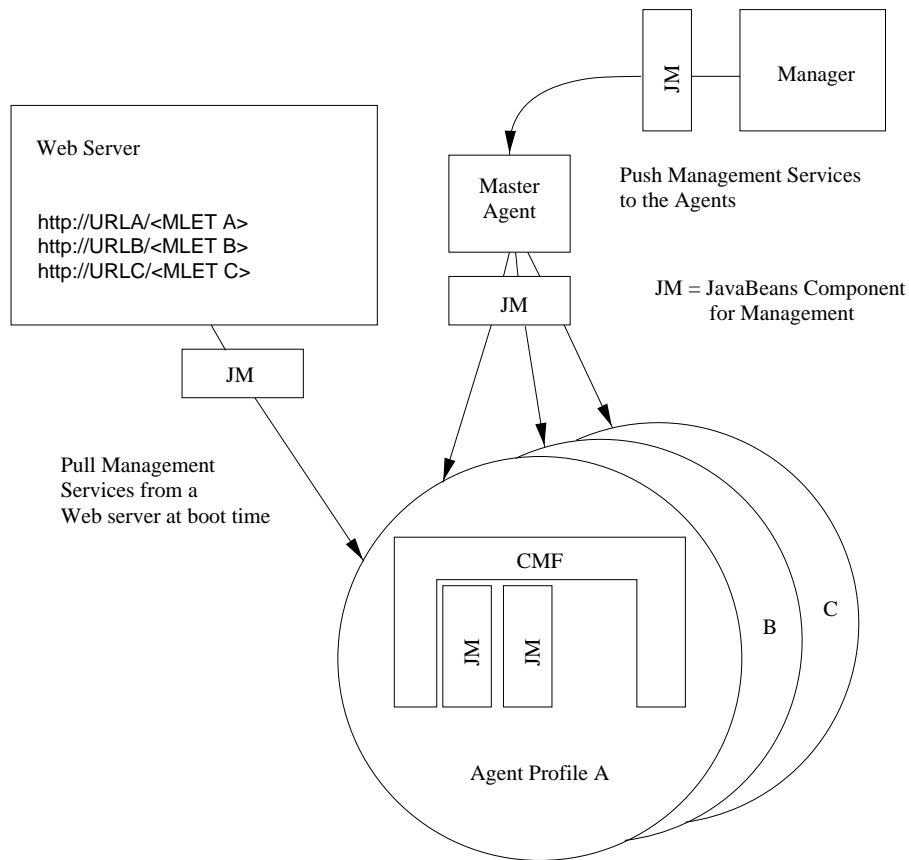 JM
Manager
Web Server
http://URLA/<MLET A>
http://URLB/<MLET B>
http://URLC/<MLET C>
Master
Agent
Push Management Services
to the Agents
JM = JavaBeans Component
for Management
JM
JM
Pull Management
Services from a
Web server at boot time
CMF
JM
JM
B
C
Agent Profile A